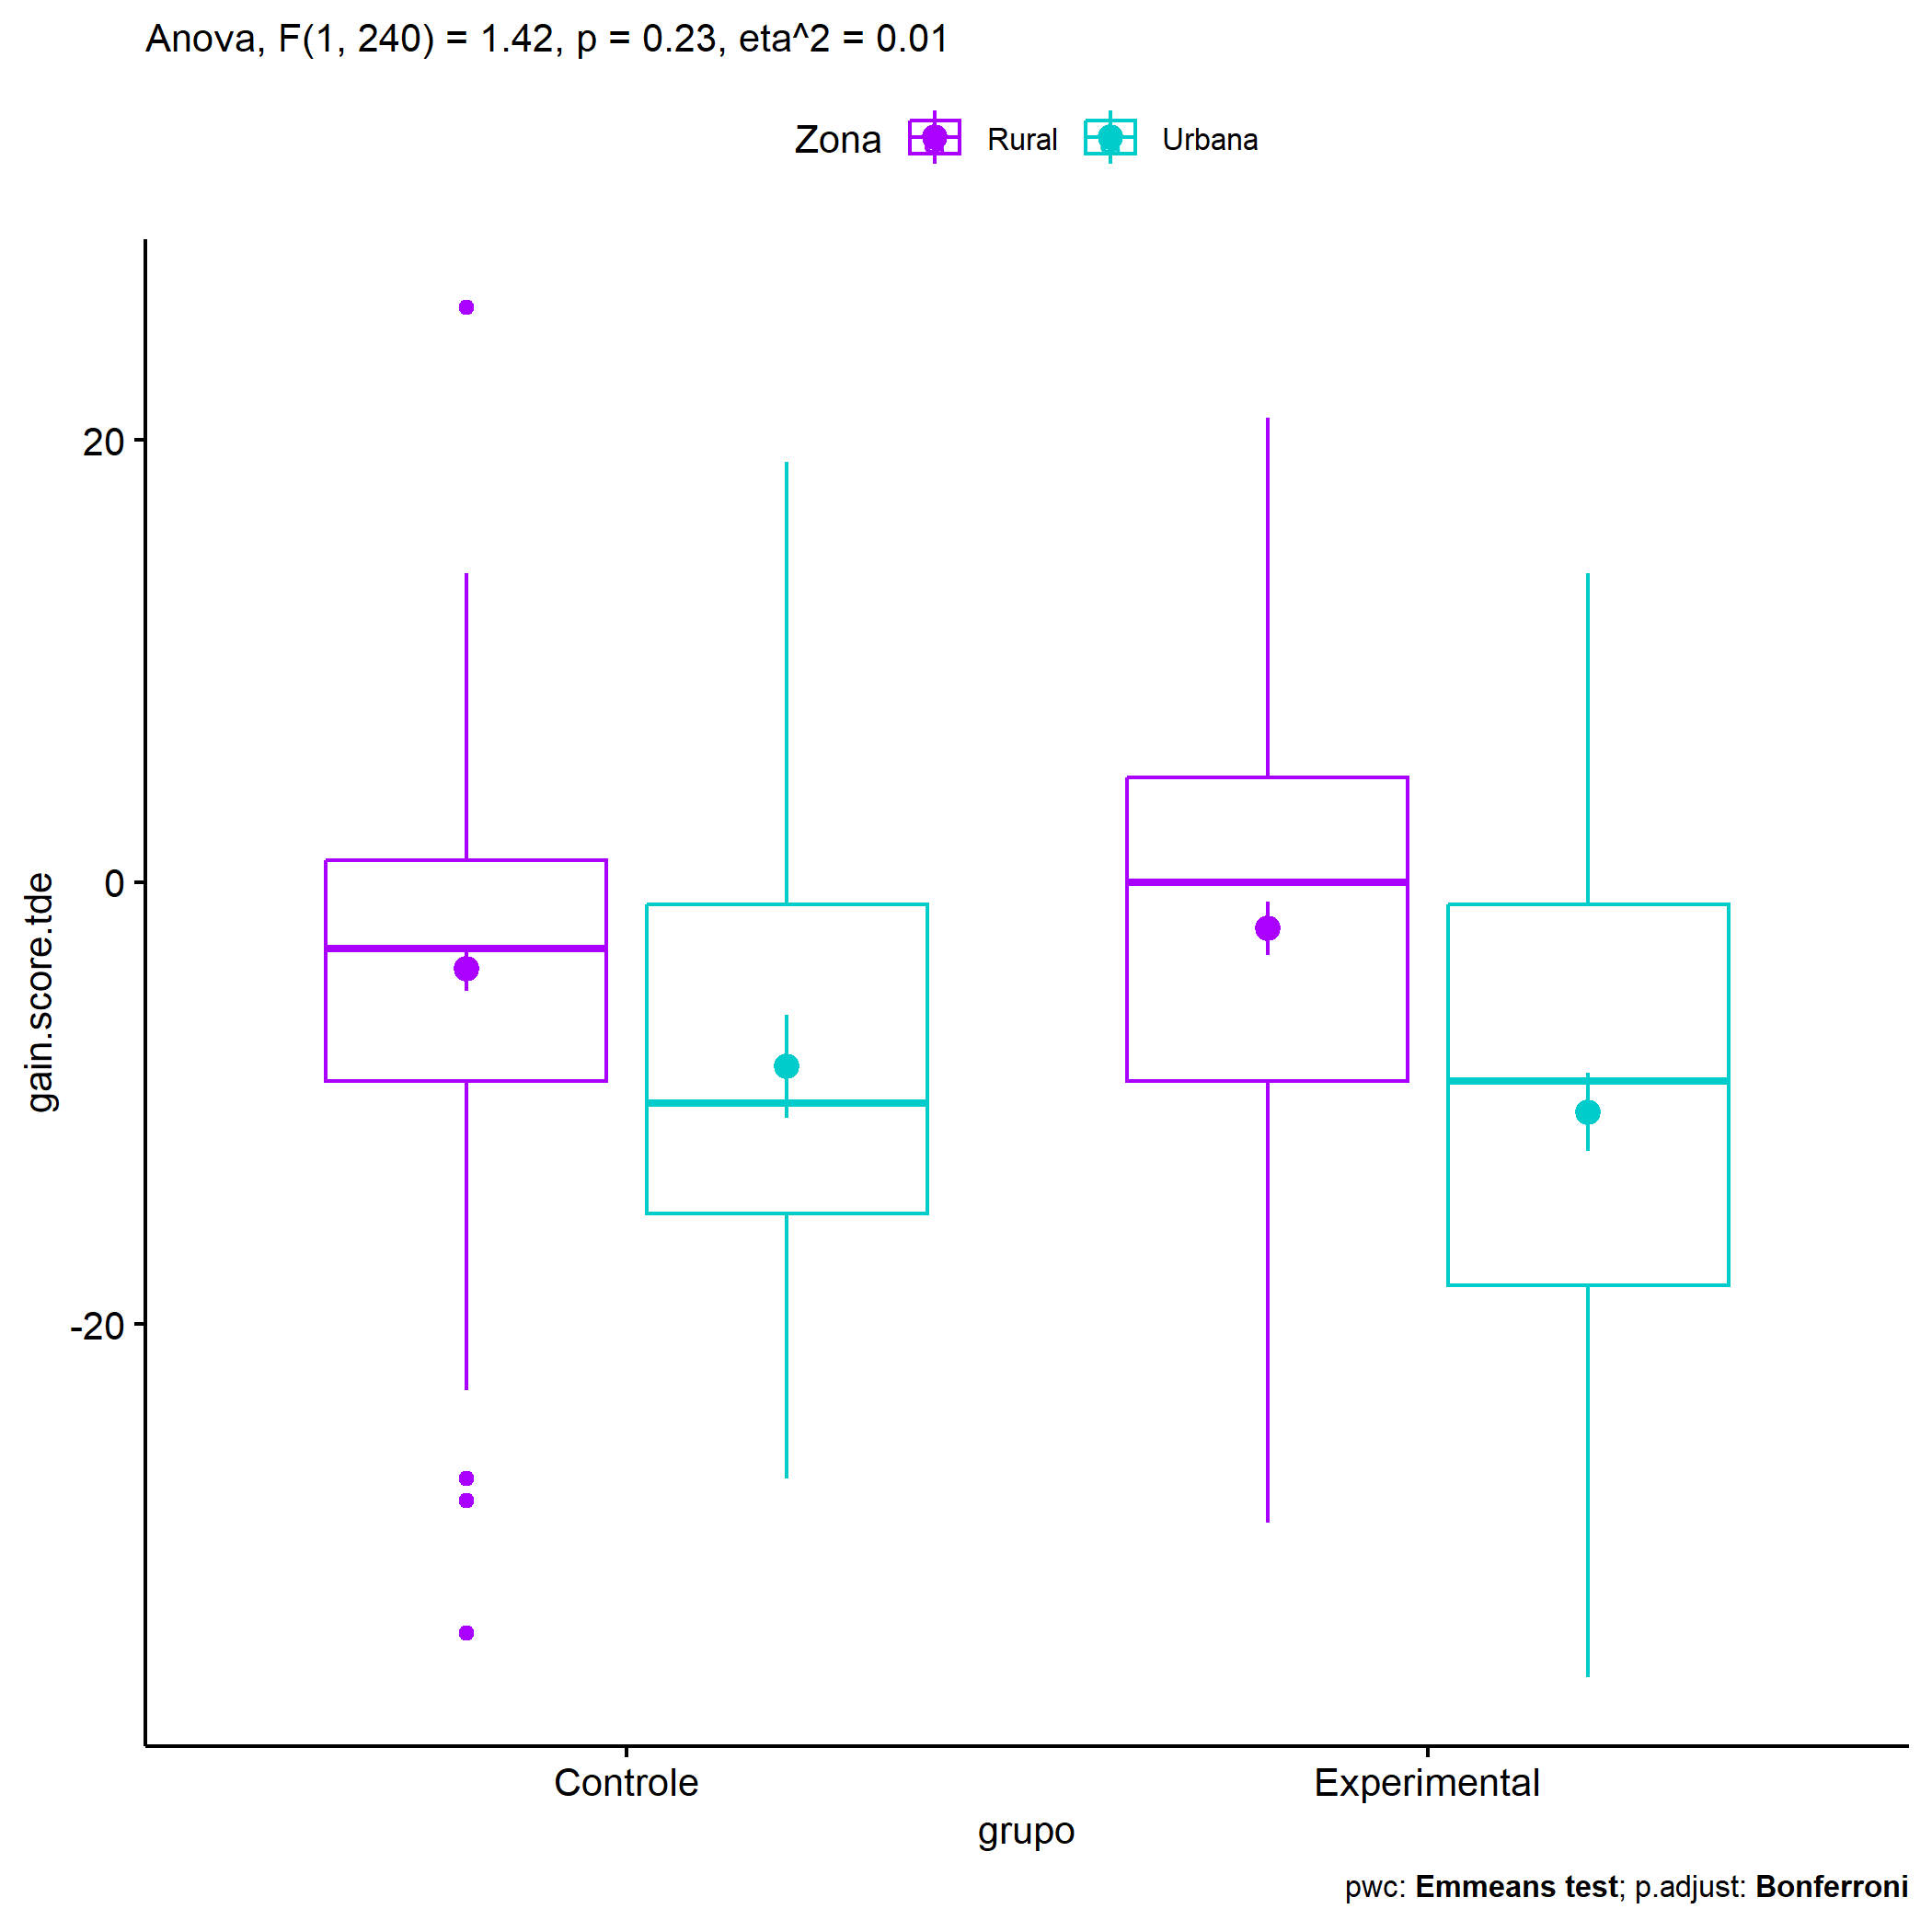 Anova, F(1, 240) = 1.42, p = 0.23, eta^2 = 0.01
Zona Rural Urbana
gain.score.tde
20
0
-20
Controle Experimental
grupo
pwc: Emmeans test; p.adjust: Bonferroni